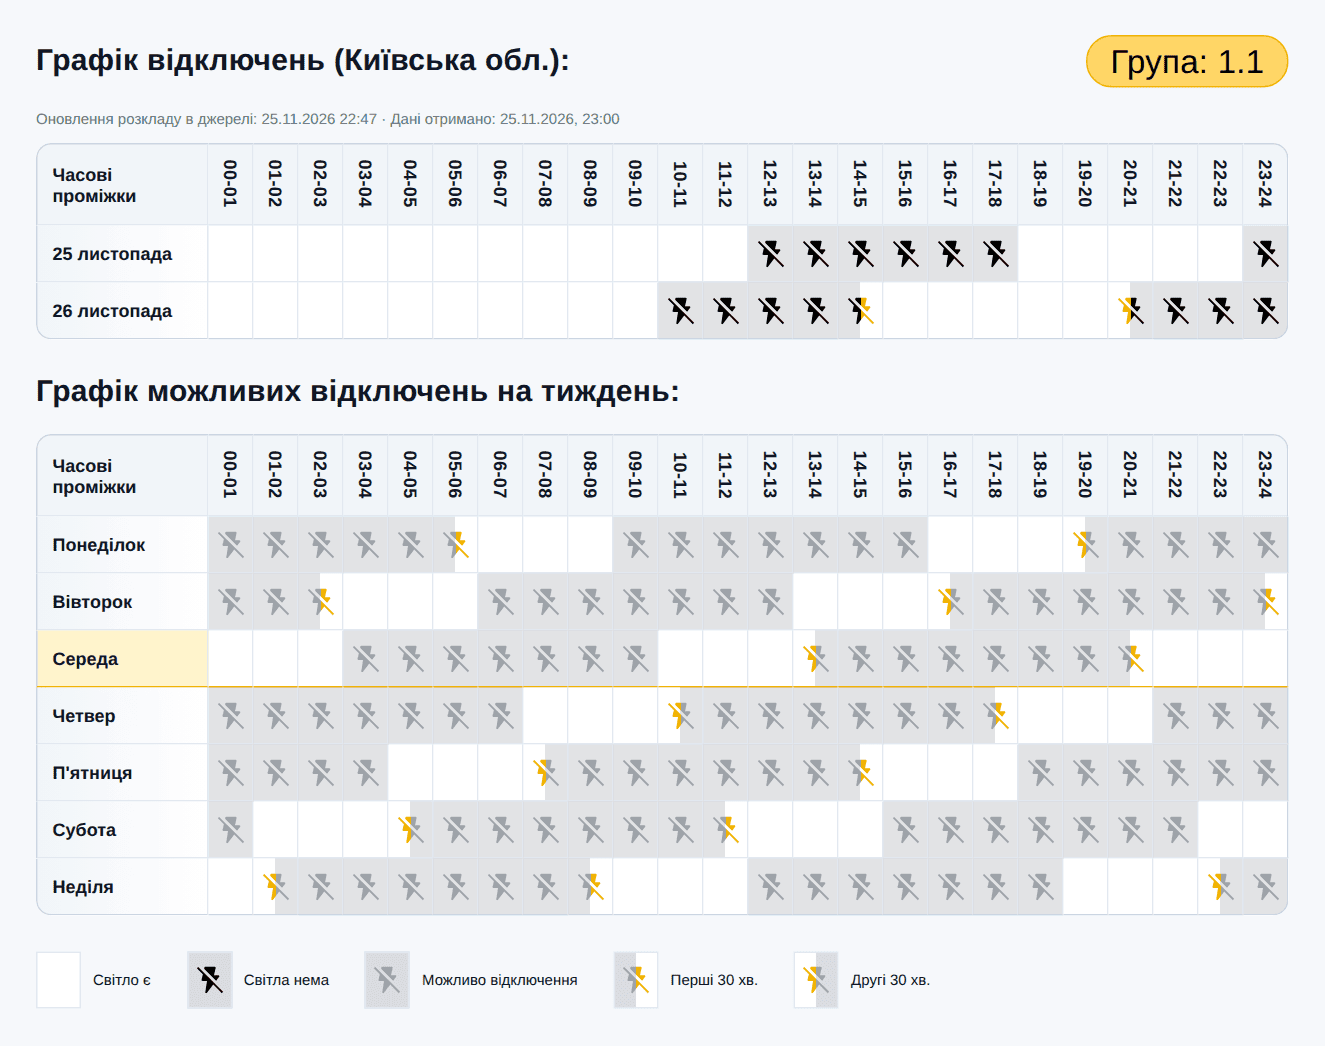 Графік відключень (Київська обл.):
Група: 1.1
Оновлення розкладу в джерелі: 25.11.2026 22:47 · Дані отримано: 25.11.2026, 23:00
Часові проміжки 00-01 01-02 02-03 03-04 04-05 05-06 06-07 07-08 08-09 09-10 10-11 11-12 12-13 13-14 14-15 15-16 16-17 17-18 18-19 19-20 20-21 21-22 22-23 23-24
25 листопада
26 листопада
Графік можливих відключень на тиждень:
Часові проміжки 00-01 01-02 02-03 03-04 04-05 05-06 06-07 07-08 08-09 09-10 10-11 11-12 12-13 13-14 14-15 15-16 16-17 17-18 18-19 19-20 20-21 21-22 22-23 23-24
Понеділок
Вівторок
Середа
Четвер
П'ятниця
Субота
Неділя
Світло є Світла нема Можливо відключення Перші 30 хв. Другі 30 хв.